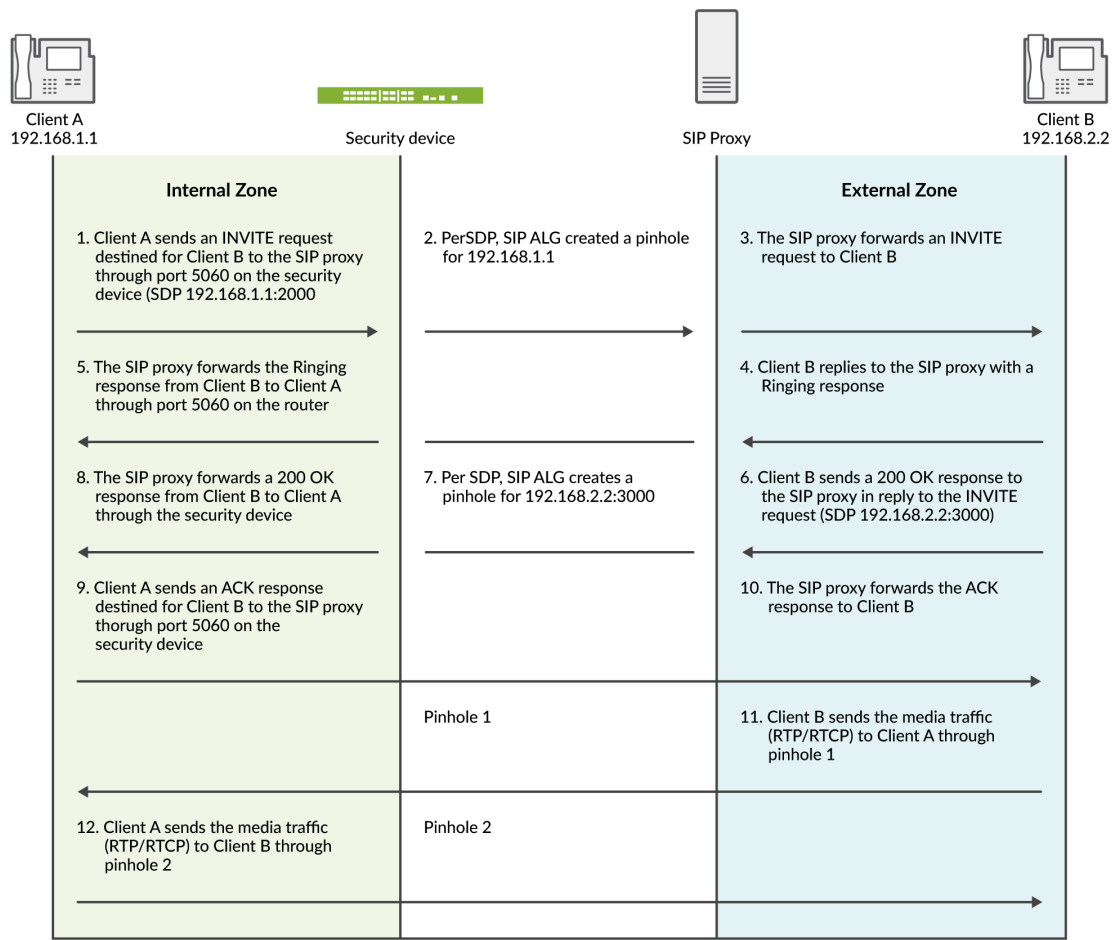 Client A
192.168.1.1
Security device
SIP Proxy
Client B
192.168.2.2
Internal Zone
External Zone
1. Client A sends an INVITE request
destined for Client B to the SIP proxy
through port 5060 on the security
device (SDP 192.168.1.1:2000
2. PerSDP, SIP ALG created a pinhole
for 192.168.1.1
3. The SIP proxy forwards an INVITE
request to Client B
5. The SIP proxy forwards the Ringing
response from Client B to Client A
through port 5060 on the router
4. Client B replies to the SIP proxy with a
Ringing response
8. The SIP proxy forwards a 200 OK
response from Client B to Client A
through the security device
7. Per SDP, SIP ALG creates a
pinhole for 192.168.2.2:3000
6. Client B sends a 200 OK response to
the SIP proxy in reply to the INVITE
request (SDP 192.168.2.2:3000)
9. Client A sends an ACK response
destined for Client B to the SIP proxy
thorugh port 5060 on the
security device
10. The SIP proxy forwards the ACK
response to Client B
Pinhole 1
11. Client B sends the media traffic
(RTP/RTCP) to Client A through
pinhole 1
12. Client A sends the media traffic
(RTP/RTCP) to Client B through
pinhole 2
Pinhole 2